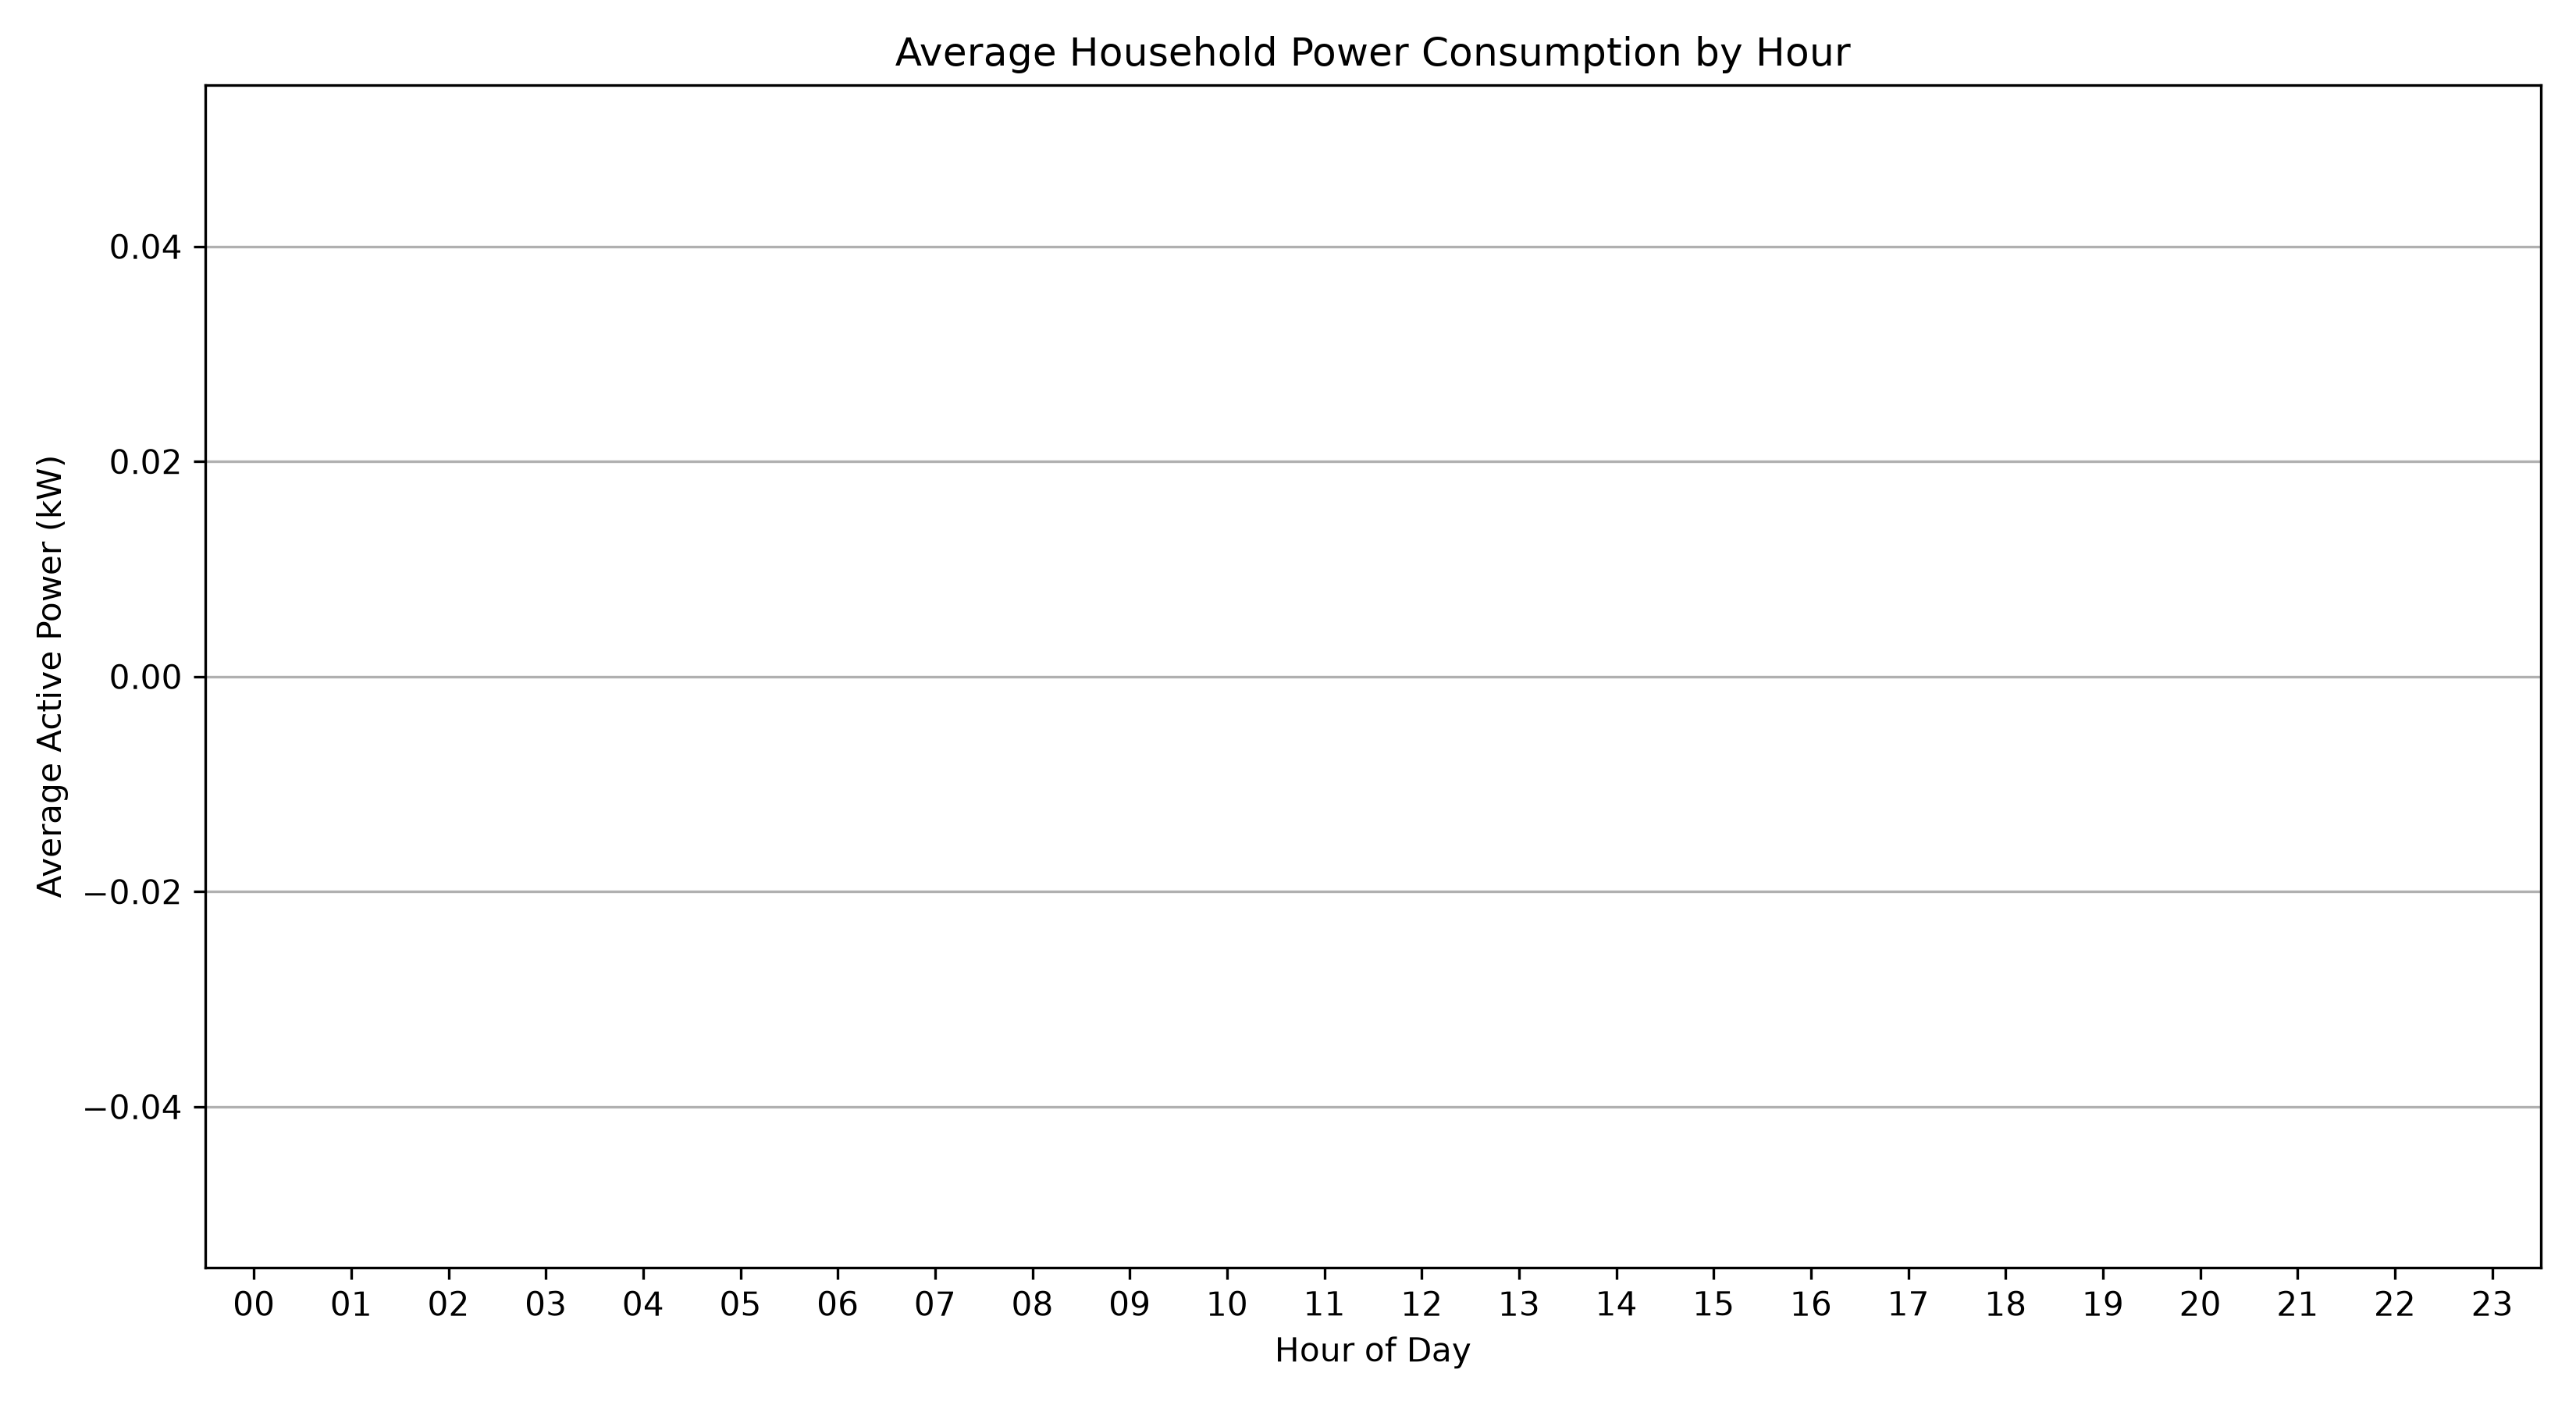 Average Household Power Consumption by Hour
Average Active Power (kW)
0.04
0.02
0.00
−0.02
−0.04
00 01 02 03 04 05 06 07 08 09 10 11 12 13 14 15 16 17 18 19 20 21 22 23
Hour of Day